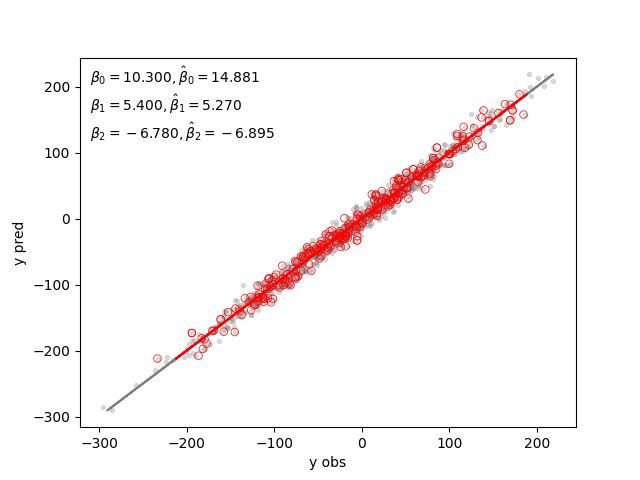 β₀ = 10.300, β̂₀ = 14.881
β₁ = 5.400, β̂₁ = 5.270
β₂ = −6.780, β̂₂ = −6.895
200
100
0
−100
−200
−300
y pred
−300 −200 −100 0 100 200
y obs